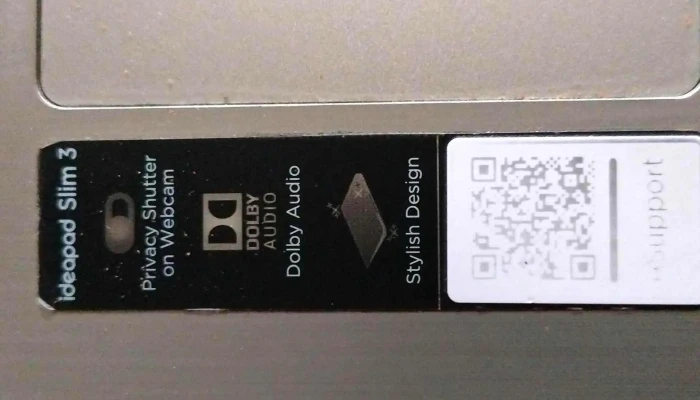 ideapad Slim 3
Privacy Shutter
on Webcam
DOLBY
AUDIO
Dolby Audio
Stylish Design
support